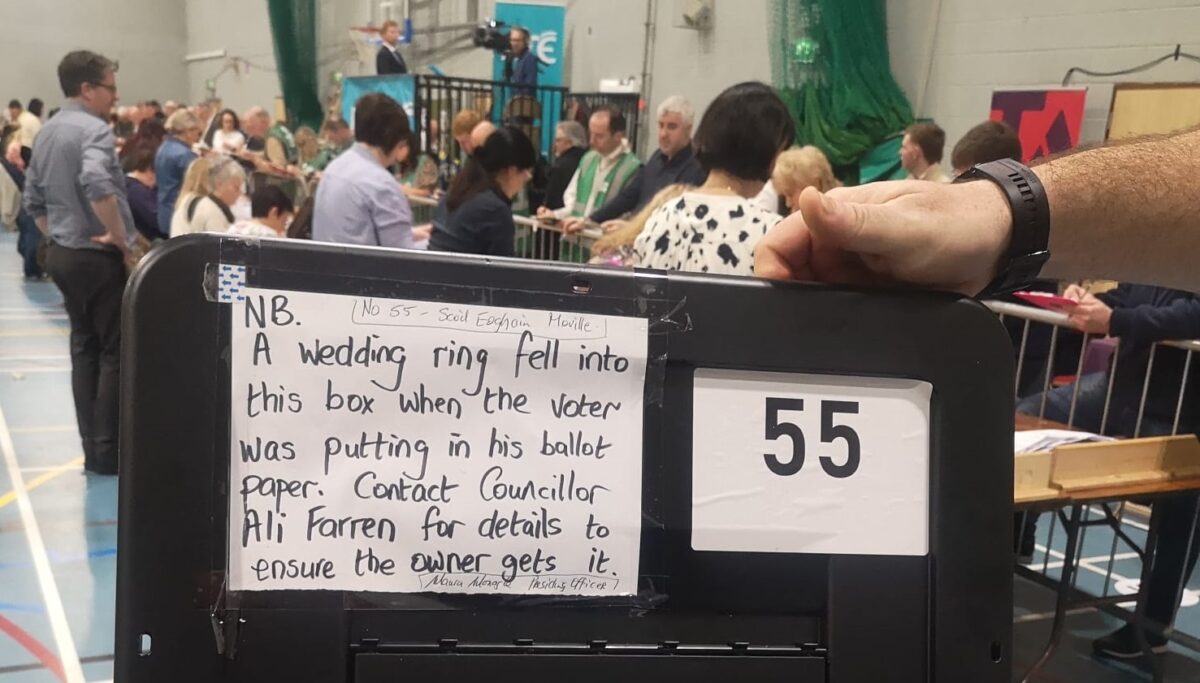 NB.
No 55 - Scoil Eoghain Moville
A wedding ring fell into
this box when the voter
was putting in his ballot
paper. Contact Councillor
Ali Farren for details to
ensure the owner gets it.
Presiding Officer
55